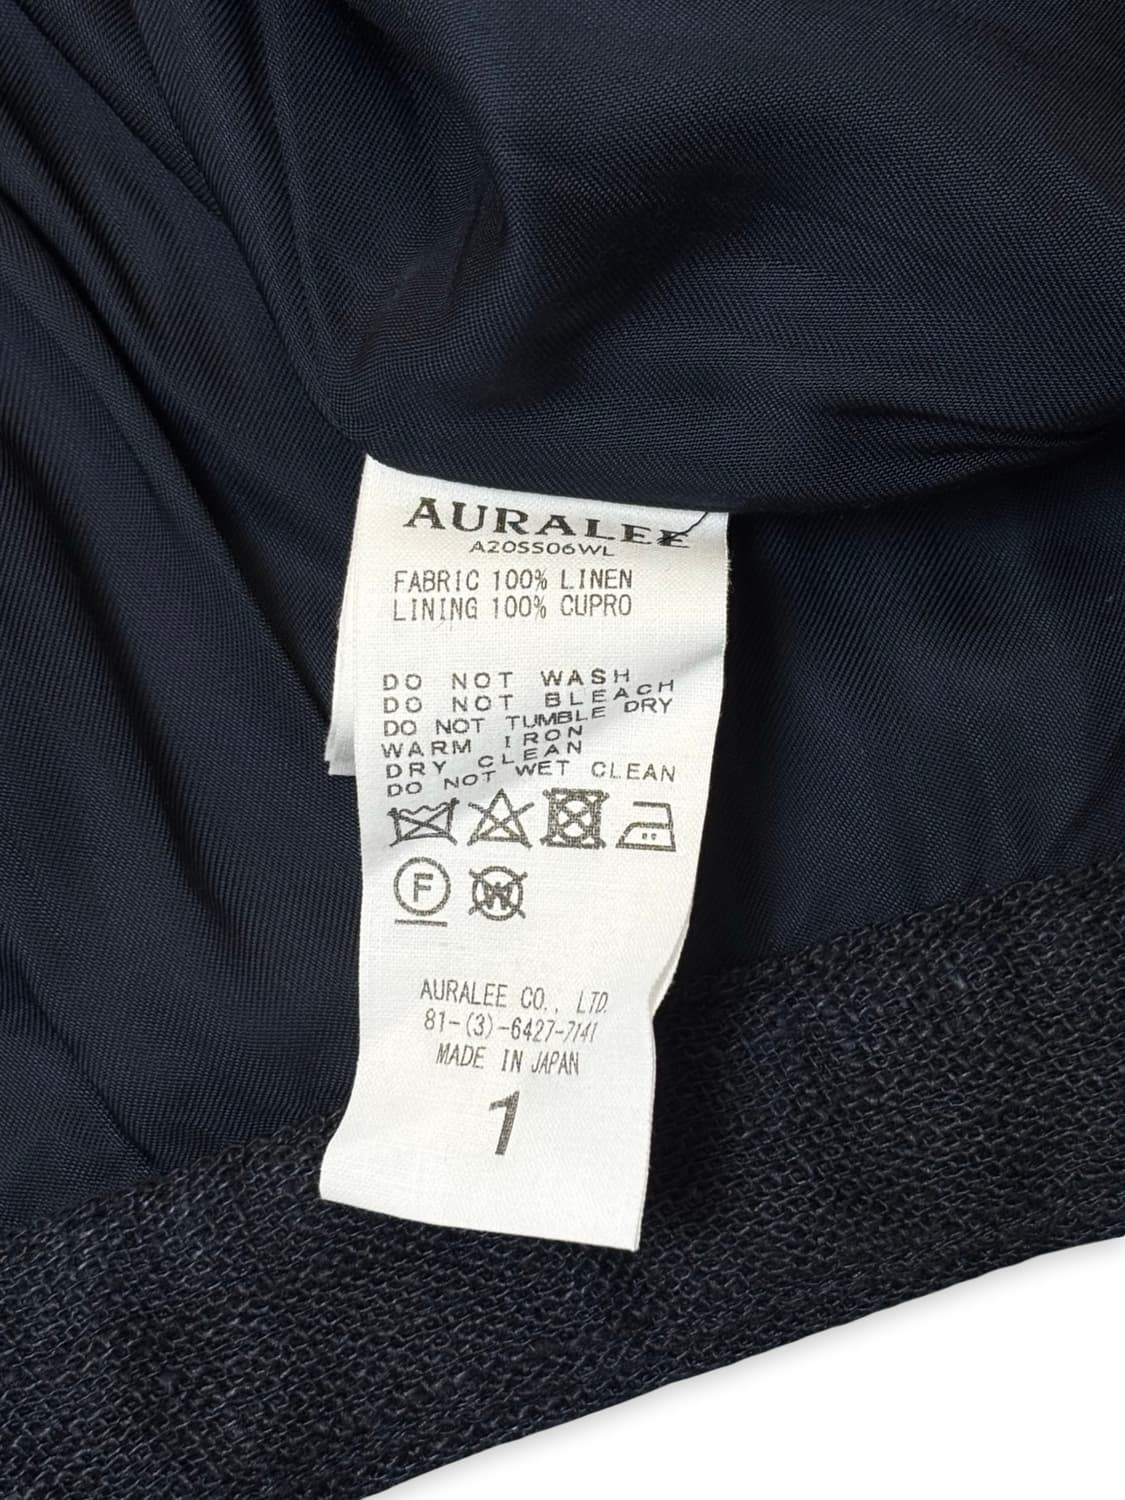 AURALEE
A20SS06WL
FABRIC 100% LINEN
LINING 100% CUPRO
DO NOT WASH
DO NOT BLEACH
DO NOT TUMBLE DRY
WARM IRON
DRY CLEAN
DO NOT WET CLEAN
F W
AURALEE CO., LTD.
81-(3)-6427-7141
MADE IN JAPAN
1